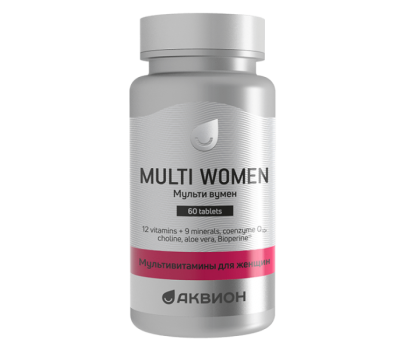 MULTI WOMEN
Мульти вумен
60 tablets
12 vitamins + 9 minerals, coenzyme Q₁₀,
choline, aloe vera, Bioperine®
Мультивитамины для женщин
АКВИОН